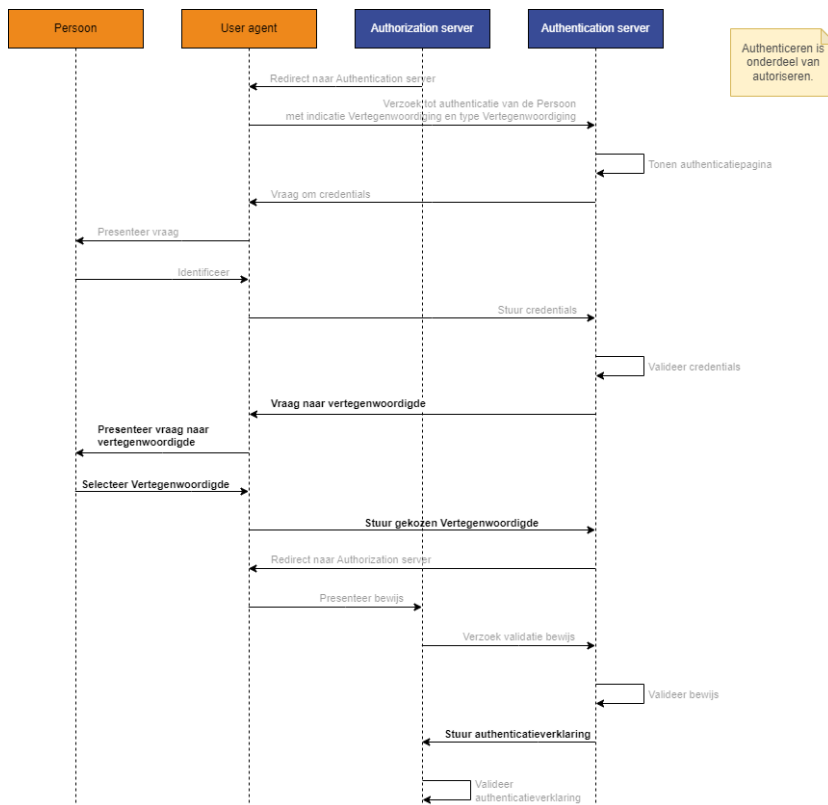 Persoon
User agent
Authorization server
Authentication server
Authenticeren is
onderdeel van
autoriseren.
Redirect naar Authentication server
Verzoek tot authenticatie van de Persoon
met indicatie Vertegenwoordiging en type Vertegenwoordiging
Tonen authenticatiepagina
Vraag om credentials
Presenteer vraag
Identificeer
Stuur credentials
Valideer credentials
Vraag naar vertegenwoordigde
Presenteer vraag naar
vertegenwoordigde
Selecteer Vertegenwoordigde
Stuur gekozen Vertegenwoordigde
Redirect naar Authorization server
Presenteer bewijs
Verzoek validatie bewijs
Valideer bewijs
Stuur authenticatieverklaring
Valideer
authenticatieverklaring